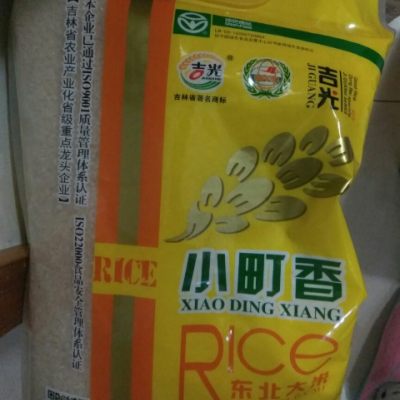 本企业已通过ISO9001质量管理体系认证
ISO22000食品安全管理体系认证
【吉林省农业产业化省级重点龙头企业】
吉光
吉林省著名商标
吉光
JIGUANG
RICE
小町香
XIAO DING XIANG
RICe
东北大米